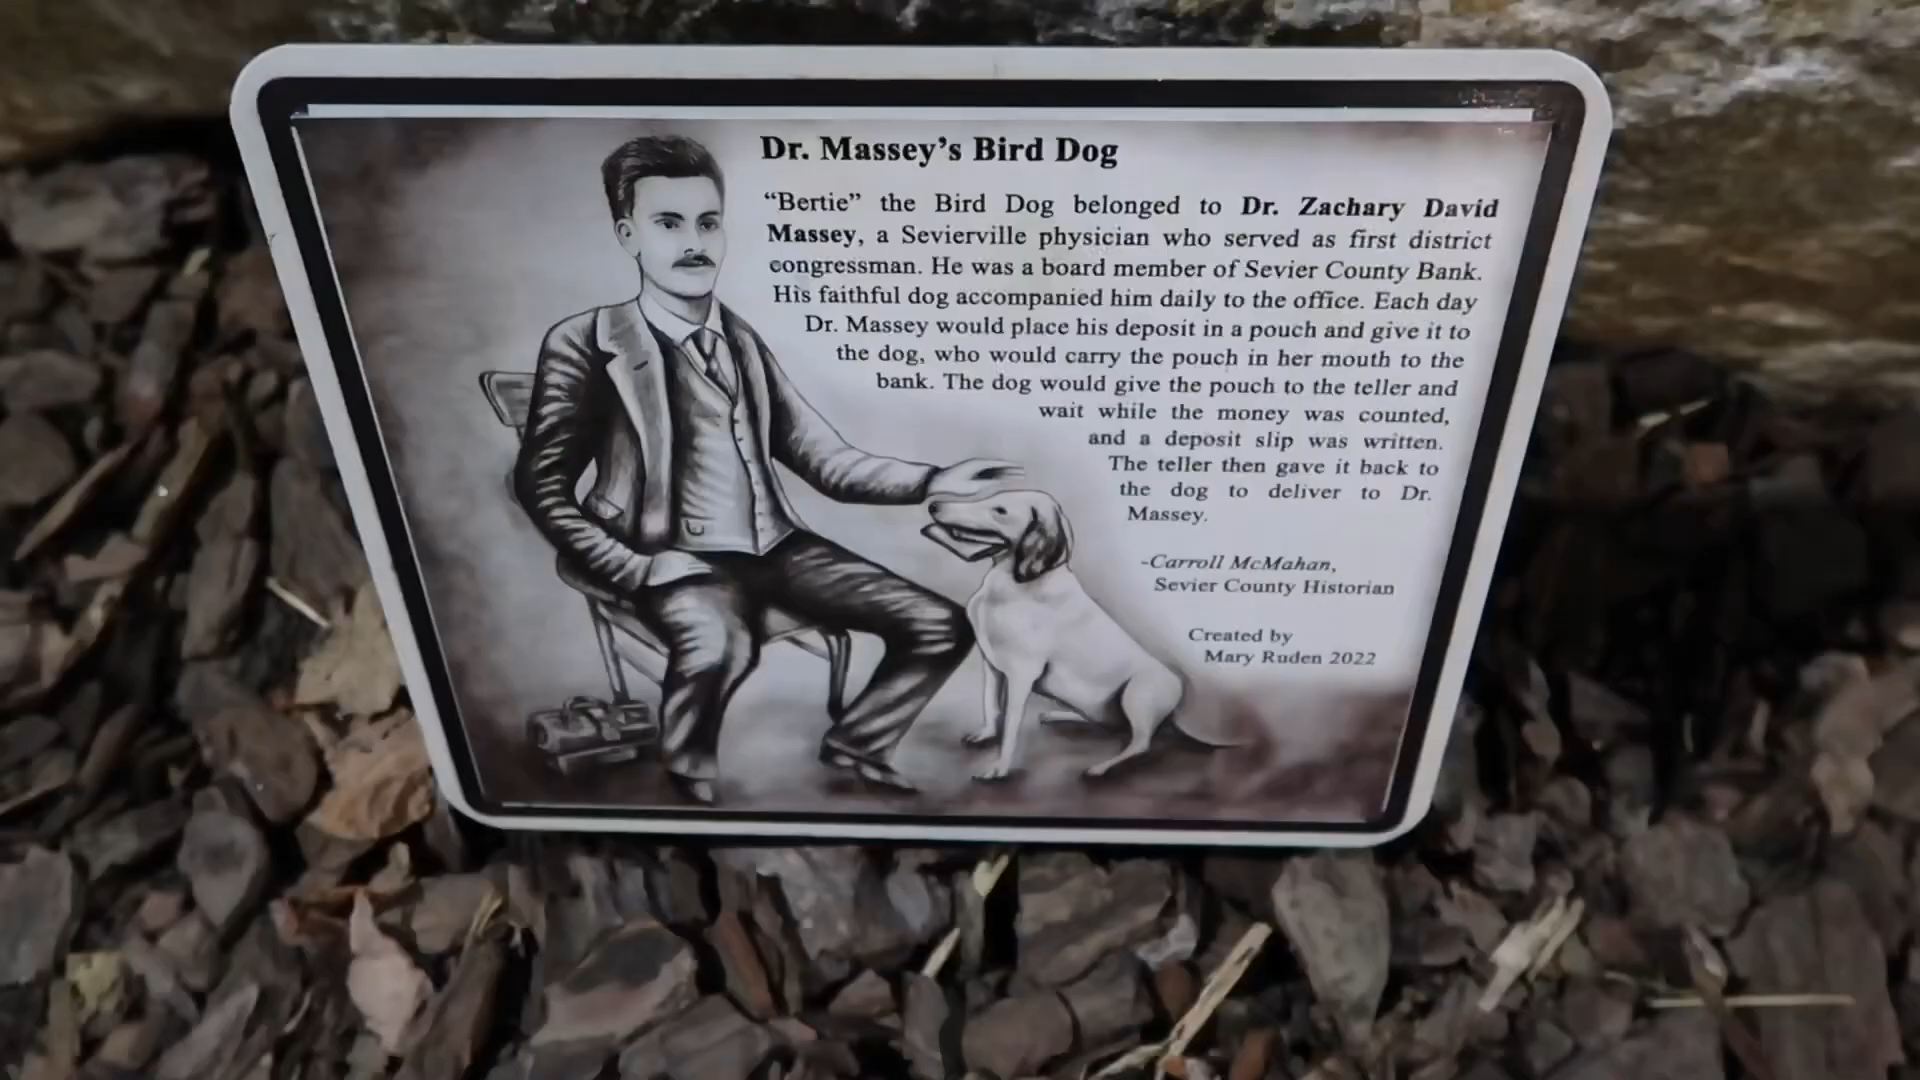 Dr. Massey's Bird Dog
“Bertie” the Bird Dog belonged to Dr. Zachary David
Massey, a Sevierville physician who served as first district
congressman. He was a board member of Sevier County Bank.
His faithful dog accompanied him daily to the office. Each day
Dr. Massey would place his deposit in a pouch and give it to
the dog, who would carry the pouch in her mouth to the
bank. The dog would give the pouch to the teller and
wait while the money was counted,
and a deposit slip was written.
The teller then gave it back to
the dog to deliver to Dr.
Massey.
-Carroll McMahan,
Sevier County Historian
Created by
Mary Ruden 2022